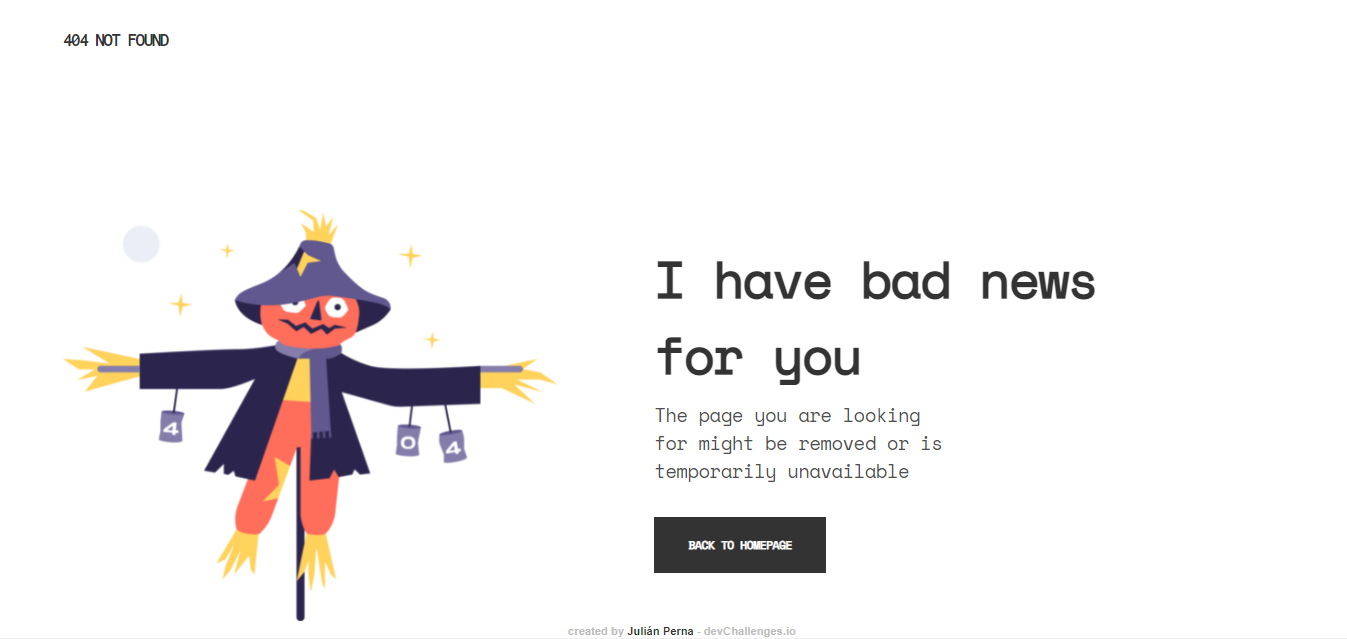 404 NOT FOUND
I have bad news
for you
4
0
4
The page you are looking
for might be removed or is
temporarily unavailable
BACK TO HOMEPAGE
created by Julián Perna - devChallenges.io